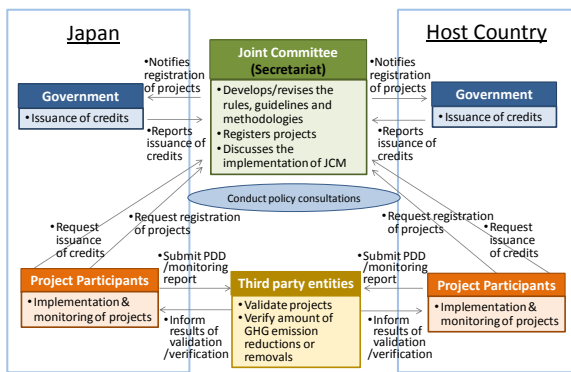 Japan
Host Country
Joint Committee
(Secretariat)
•Develops/revises the
rules, guidelines and
methodologies
•Registers projects
•Discusses the
implementation of JCM
•Notifies
registration
of projects
•Notifies
registration
of projects
Government
•Issuance of credits
Government
•Issuance of credits
•Reports
issuance of
credits
•Reports
issuance of
credits
Conduct policy consultations
•Request
issuance
of credits
•Request registration
of projects
•Request
registration
of projects
•Request
issuance
of credits
•Submit PDD
/monitoring
report
•Submit PDD
/monitoring
report
Project Participants
•Implementation &
monitoring of projects
Third party entities
•Validate projects
•Verify amount of
GHG emission
reductions or
removals
Project Participants
•Implementation &
monitoring of projects
•Inform
results of
validation
/verification
•Inform
results of
validation
/verification